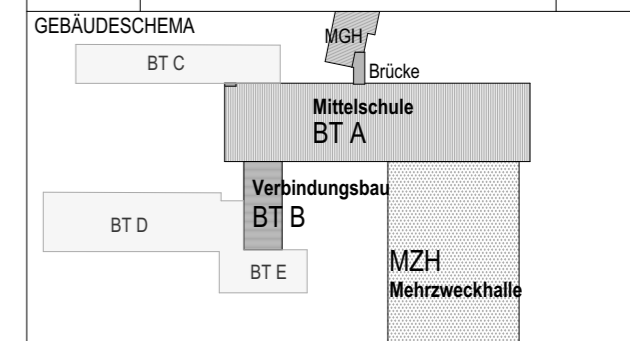 GEBÄUDESCHEMA
MGH
BT C
Brücke
Mittelschule
BT A
Verbindungsbau
BT B
BT D
BT E
MZH
Mehrzweckhalle